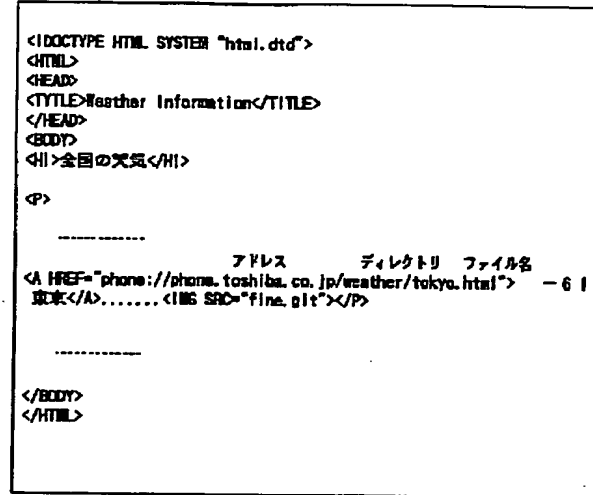 <!DOCTYPE HTML SYSTEM "html.dtd">
<HTML>
<HEAD>
<TYTLE>Weather Information</TITLE>
</HEAD>
<BODY>
<H1>全国の天気</H1>
<P>
-------------
アドレス ディレクトリ ファイル名
<A HREF="phone://phone.toshiba.co.jp/weather/tokyo.html"> −61
東京</A>.......<IMG SRC="fine.gif"></P>
-------------
</BODY>
</HTML>